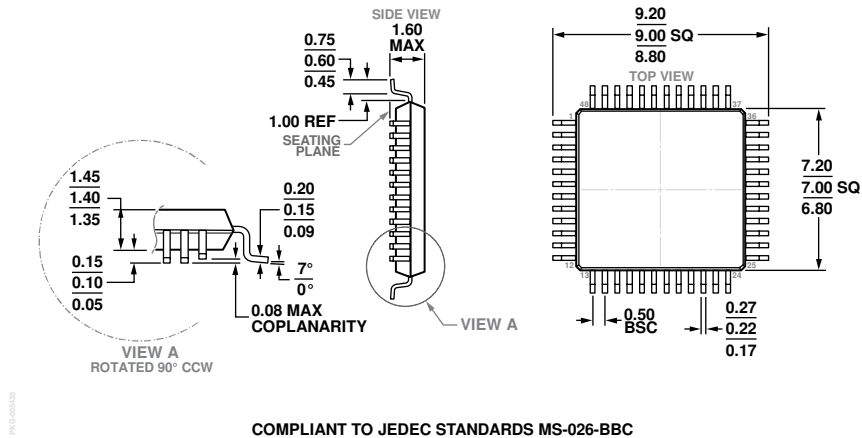 SIDE VIEW
1.60
MAX
0.75
0.60
0.45
1.00 REF
SEATING
PLANE
9.20
9.00 SQ
8.80
TOP VIEW
48
37
1
36
12
25
13
24
7.20
7.00 SQ
6.80
0.50
BSC
0.27
0.22
0.17
1.45
1.40
1.35
0.15
0.10
0.05
0.20
0.15
0.09
7°
0°
0.08 MAX
COPLANARITY
VIEW A
ROTATED 90° CCW
VIEW A
COMPLIANT TO JEDEC STANDARDS MS-026-BBC